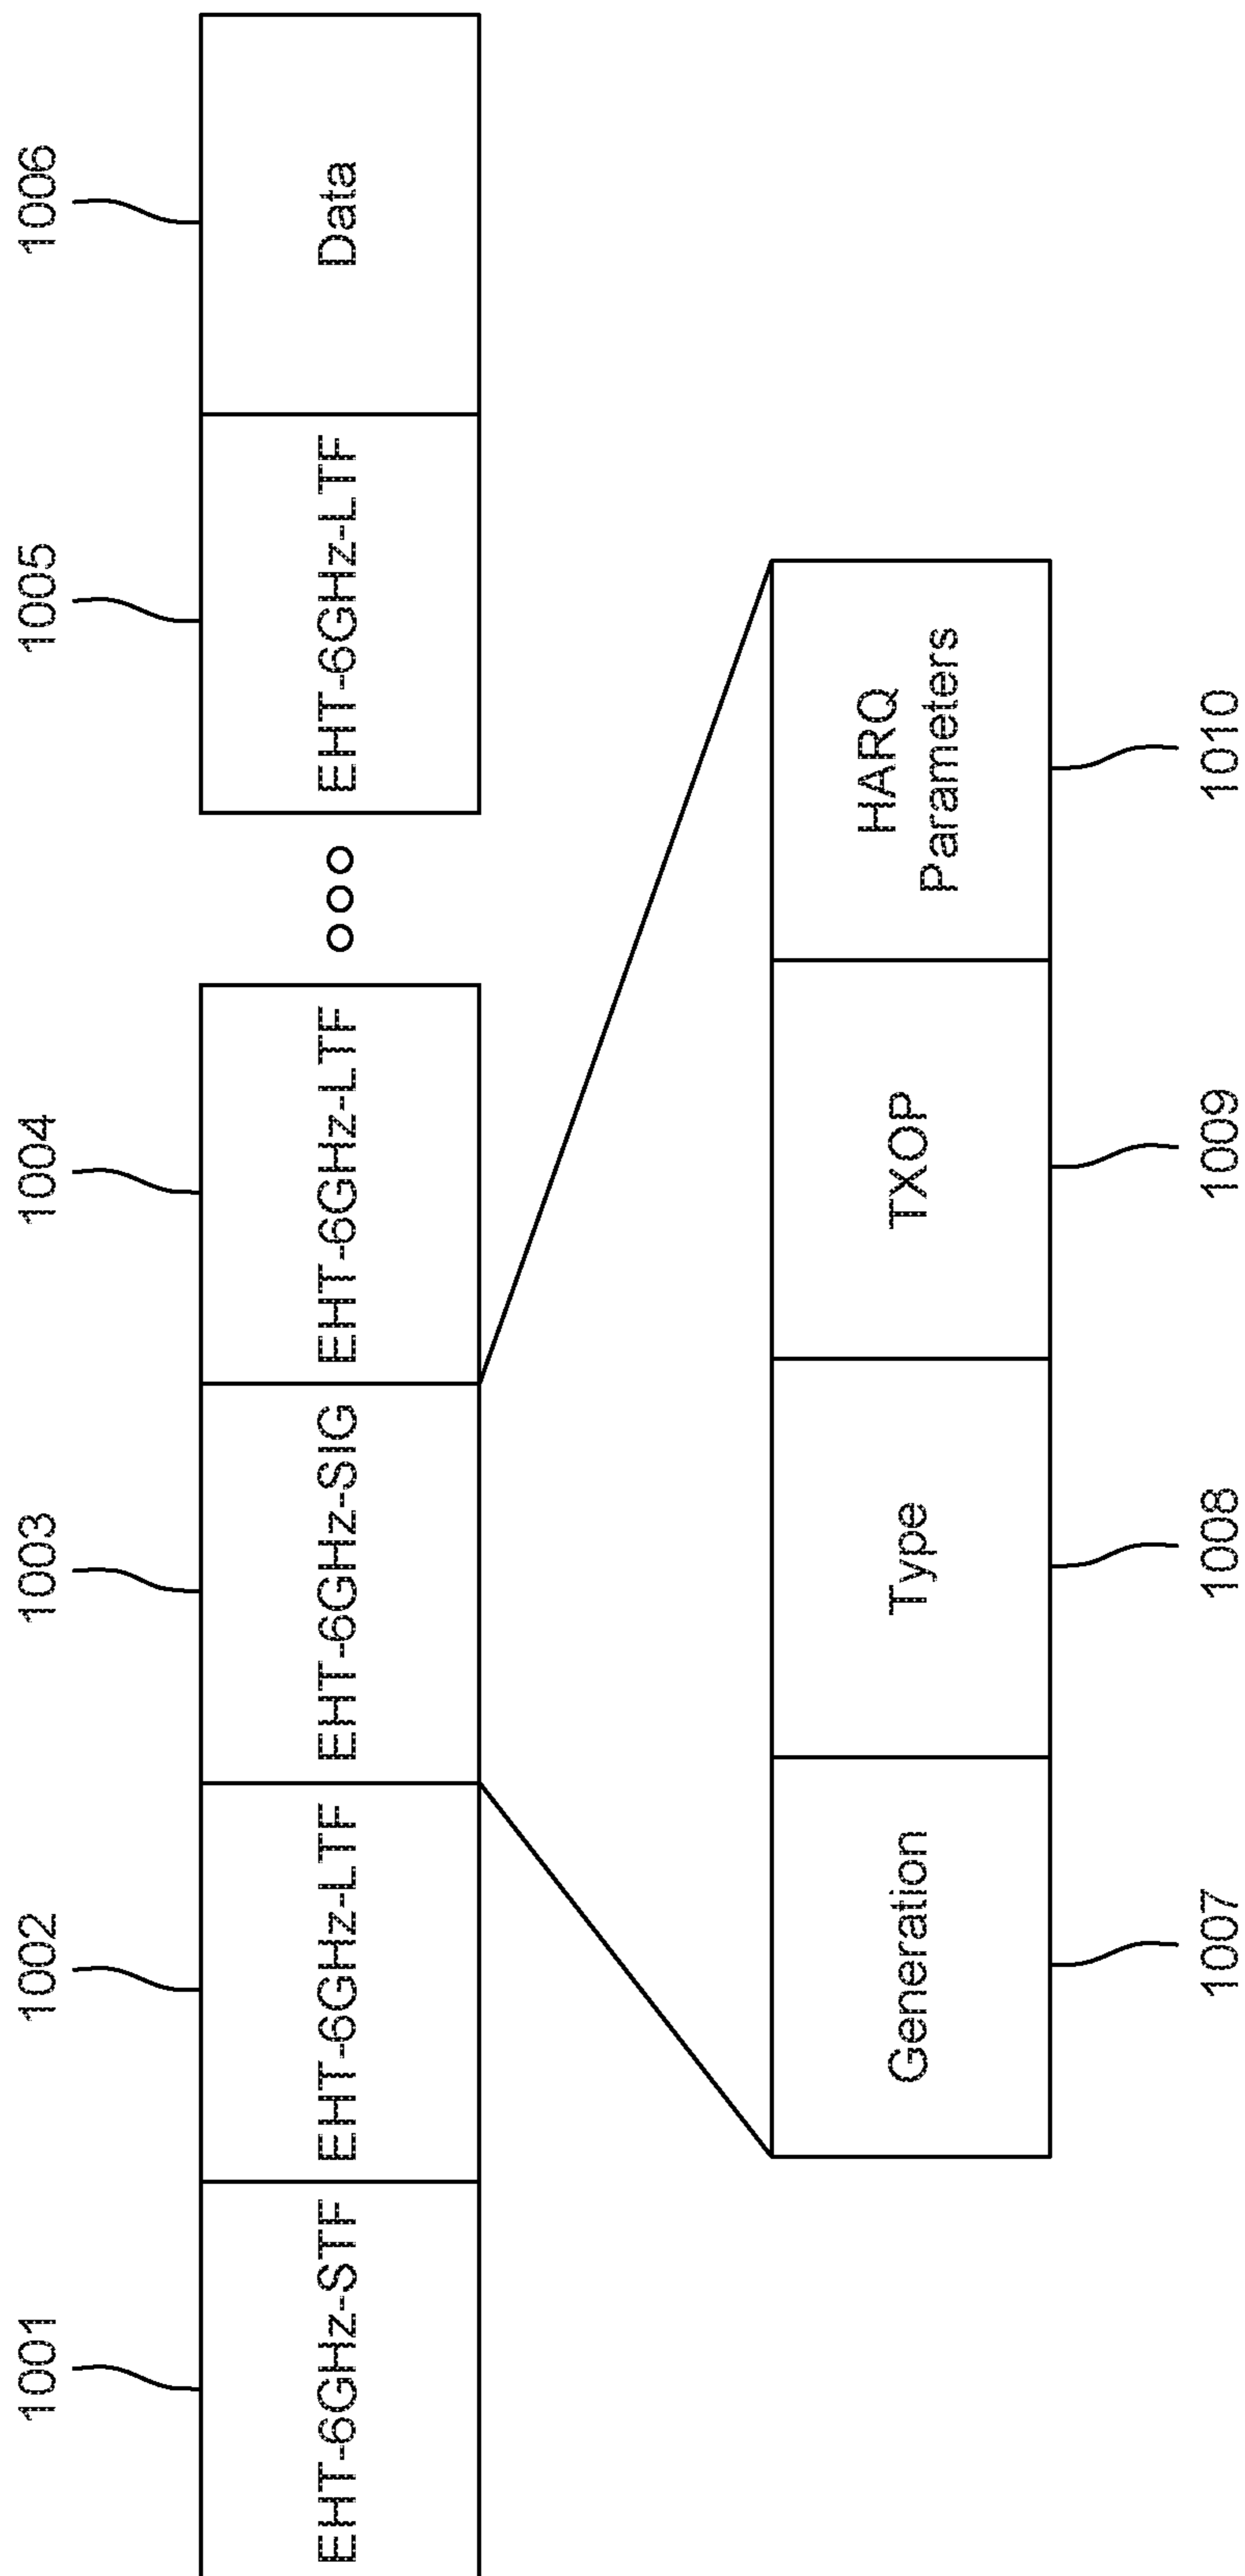 1001
1002
1003
1004
1005
1006
EHT-6GHz-STF
EHT-6GHz-LTF
EHT-6GHz-SIG
EHT-6GHz-LTF
EHT-6GHz-LTF
Data
Generation
Type
TXOP
HARQ
Parameters
1007
1008
1009
1010